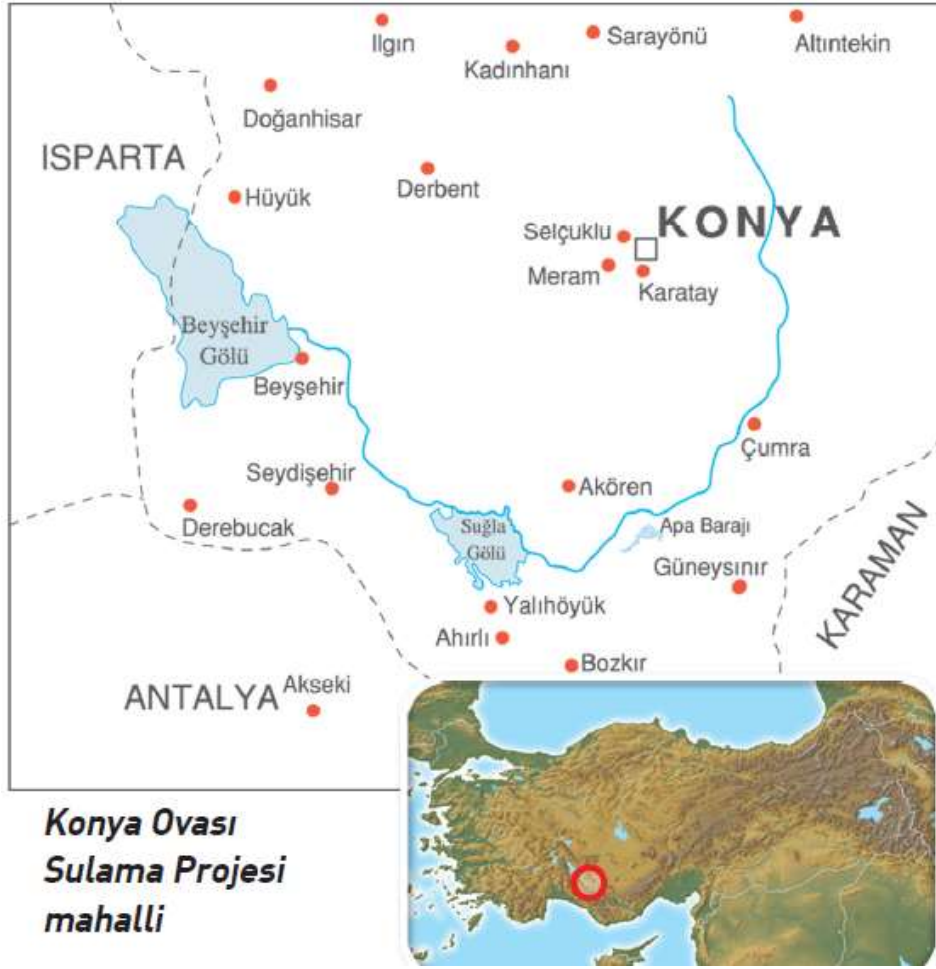 Ilgın
Kadınhanı
Sarayönü
Altıntekin
Doğanhisar
ISPARTA
Hüyük
Derbent
Selçuklu
KONYA
Meram
Karatay
Beyşehir
Gölü
Beyşehir
Çumra
Seydişehir
Akören
Derebucak
Suğla
Gölü
Apa Barajı
Güneysınır
KARAMAN
Yalıhöyük
Ahırlı
Bozkır
ANTALYA
Akseki
Konya Ovası
Sulama Projesi
mahalli